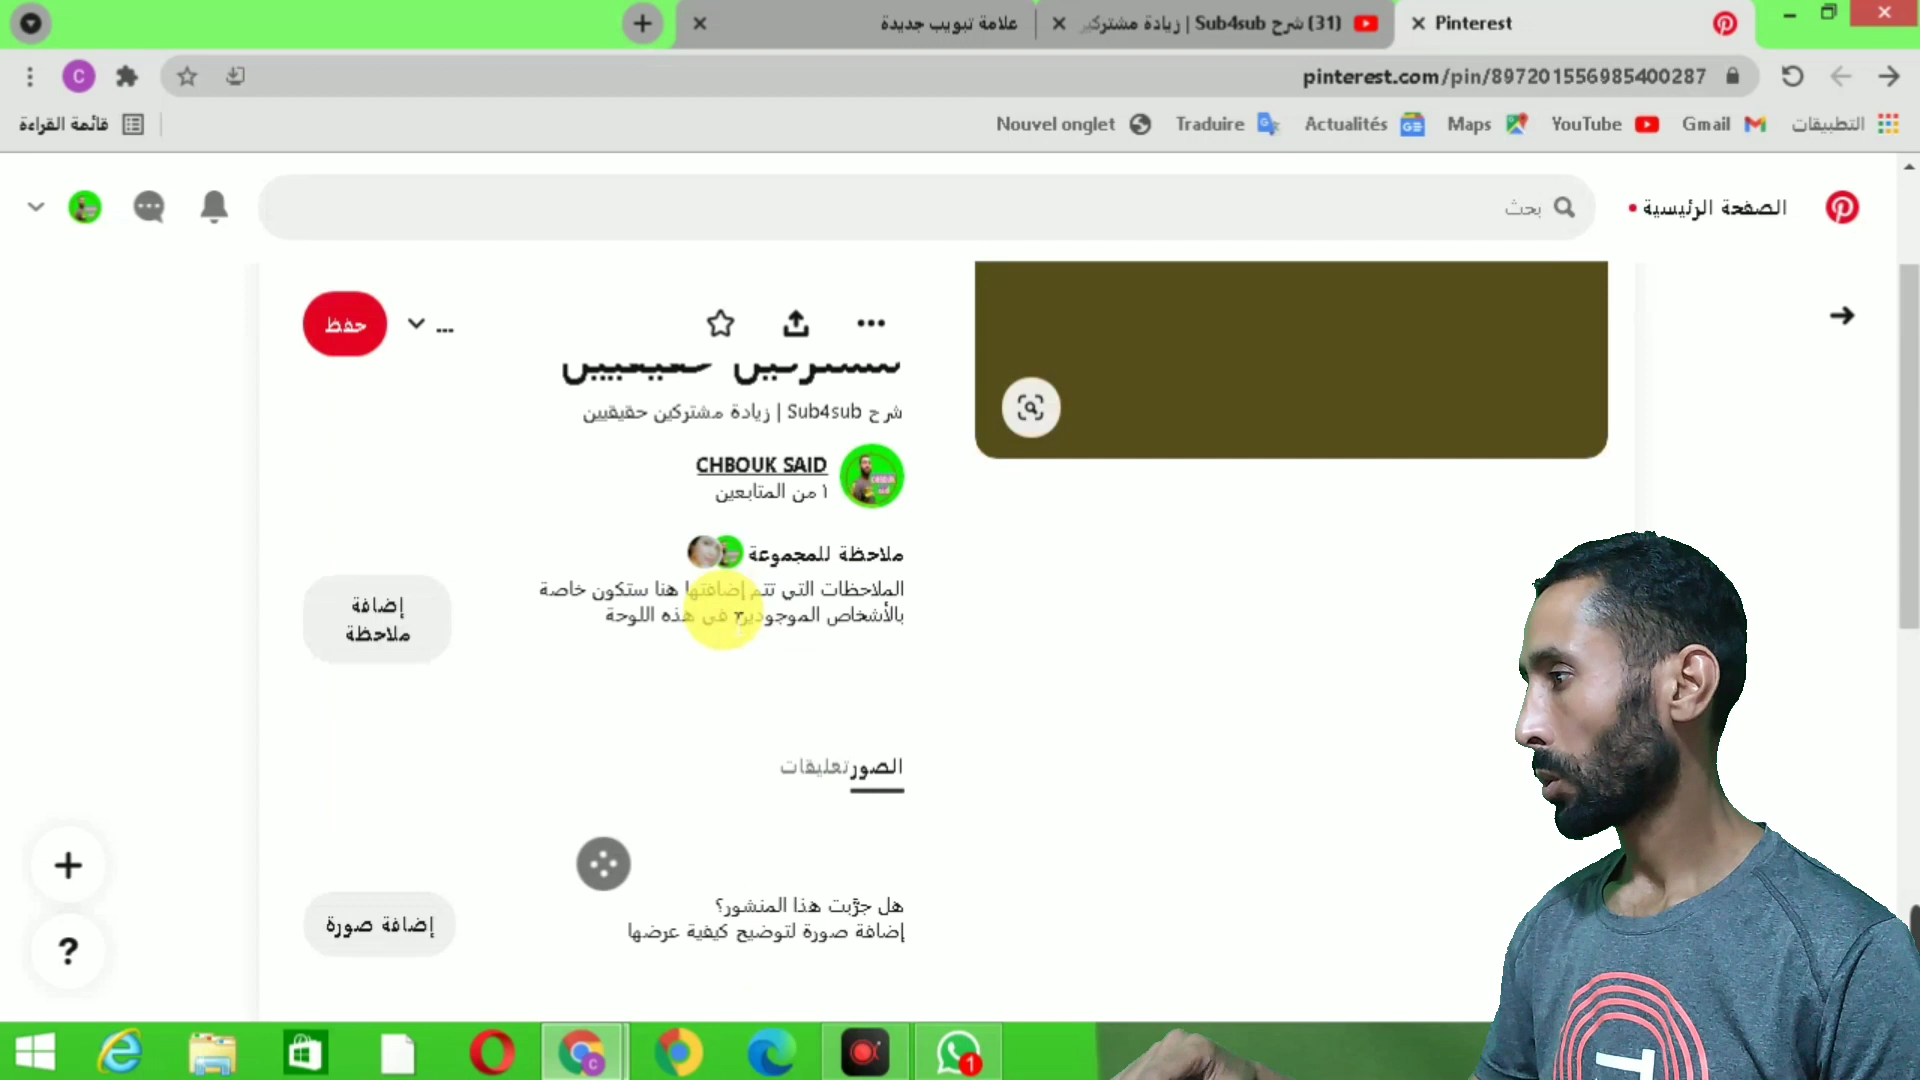 Pinterest
(31) شرح Sub4sub | زيادة مشتركير
علامة تبويب جديدة
pinterest.com/pin/897201556985400287
C
التطبيقات
Gmail
YouTube
Maps
Actualités
Traduire
Nouvel onglet
قائمة القراءة
الصفحة الرئيسية
بحث
حفظ
...
مشتركين حقيقيين
شرح Sub4sub | زيادة مشتركين حقيقيين
CHBOUK SAID
١ من المتابعين
ملاحظة للمجموعة
الملاحظات التي تتم إضافتها هنا ستكون خاصة
بالأشخاص الموجودين في هذه اللوحة
إضافة
ملاحظة
الصور
تعليقات
هل جرّبت هذا المنشور؟
إضافة صورة لتوضيح كيفية عرضها
إضافة صورة
+
?
1